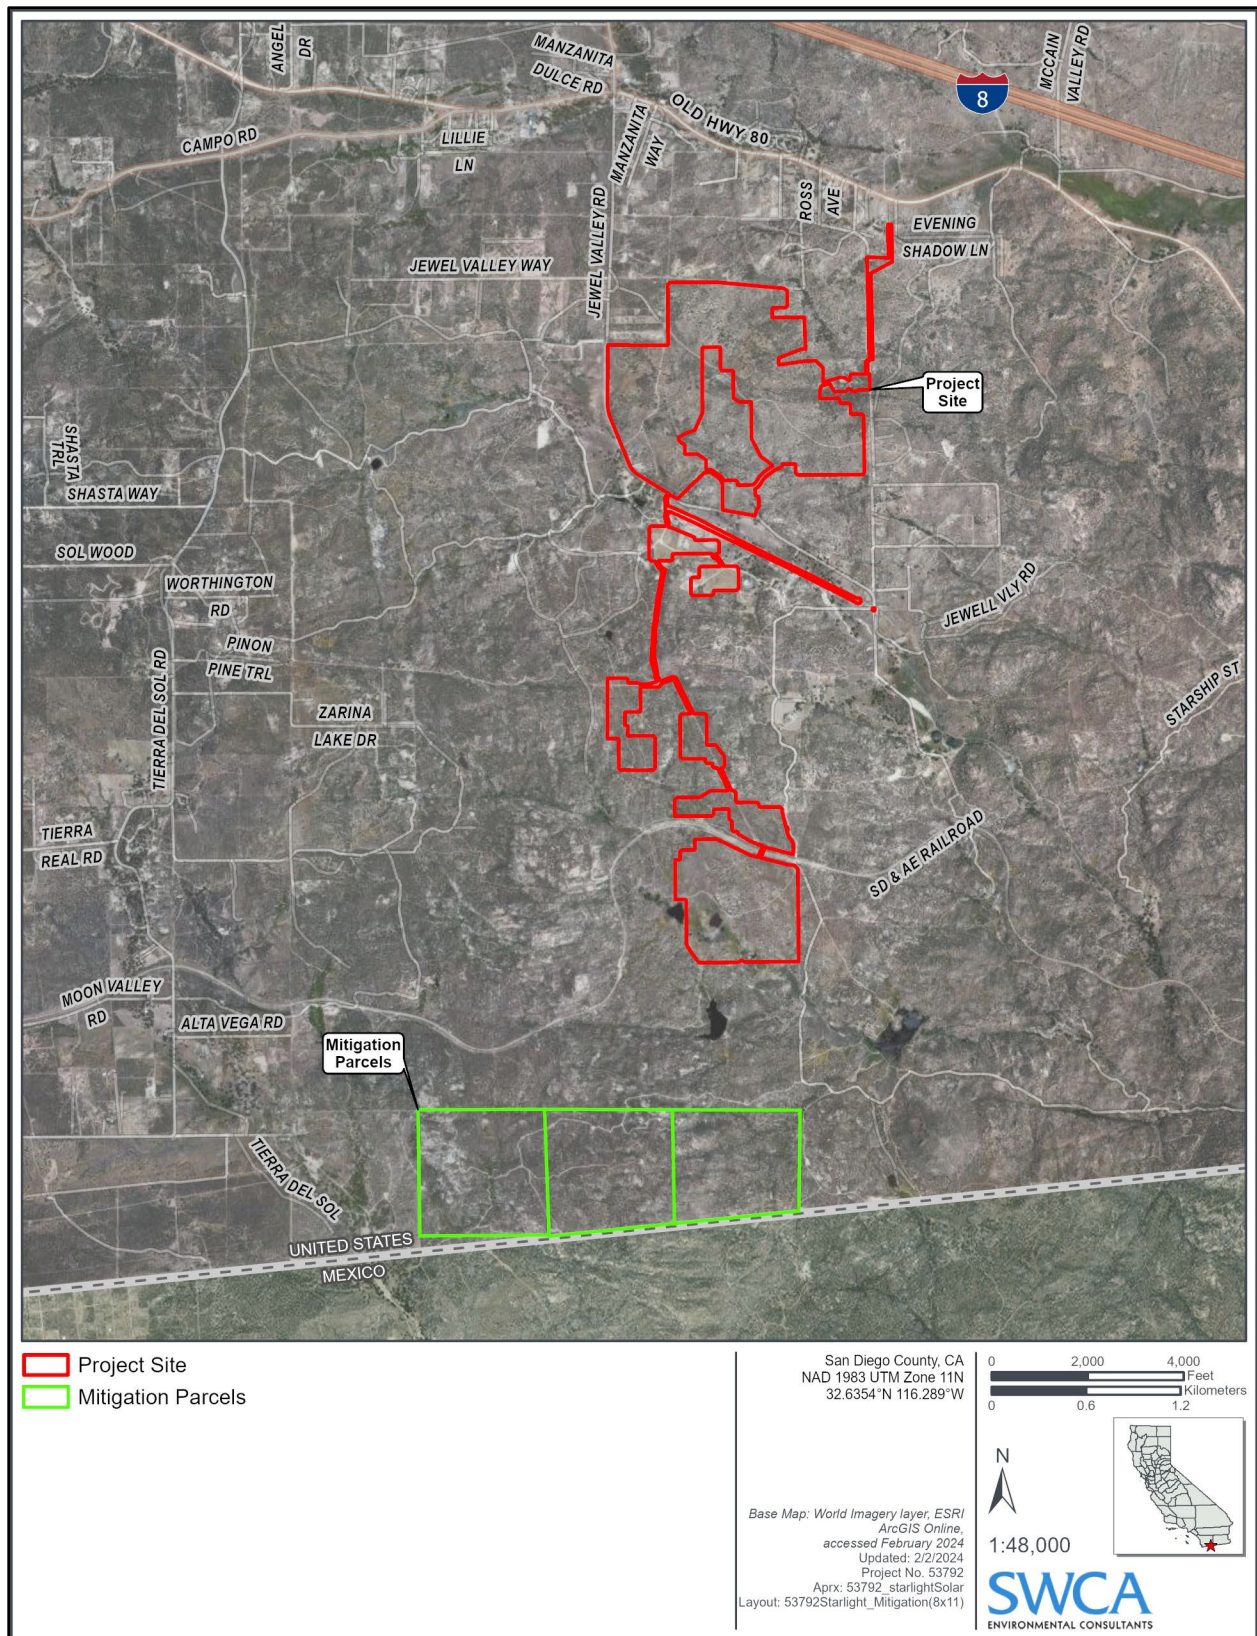 ANGEL
DR
MANZANITA
DULCE RD
MCCAIN
VALLEY RD
8
OLD HWY 80
CAMPO RD
LILLIE
LN
MANZANITA
WAY
JEWEL VALLEY RD
ROSS
AVE
EVENING
SHADOW LN
JEWEL VALLEY WAY
Project
Site
SHASTA
TRL
SHASTA WAY
SOL WOOD
WORTHINGTON
RD
JEWELL VLY RD
PINON
PINE TRL
TIERRA DEL SOL RD
STARSHIP ST
ZARINA
LAKE DR
TIERRA
REAL RD
SD & AE RAILROAD
MOON VALLEY
RD
ALTA VEGA RD
Mitigation
Parcels
TIERRA DEL SOL
UNITED STATES
MEXICO
Project Site
Mitigation Parcels
San Diego County, CA
NAD 1983 UTM Zone 11N
32.6354°N 116.289°W
Base Map: World Imagery layer, ESRI
ArcGIS Online,
accessed February 2024
Updated: 2/2/2024
Project No. 53792
Aprx: 53792_starlightSolar
Layout: 53792Starlight_Mitigation(8x11)
0 2,000 4,000
Feet
Kilometers
0 0.6 1.2
N
1:48,000
SWCA
ENVIRONMENTAL CONSULTANTS